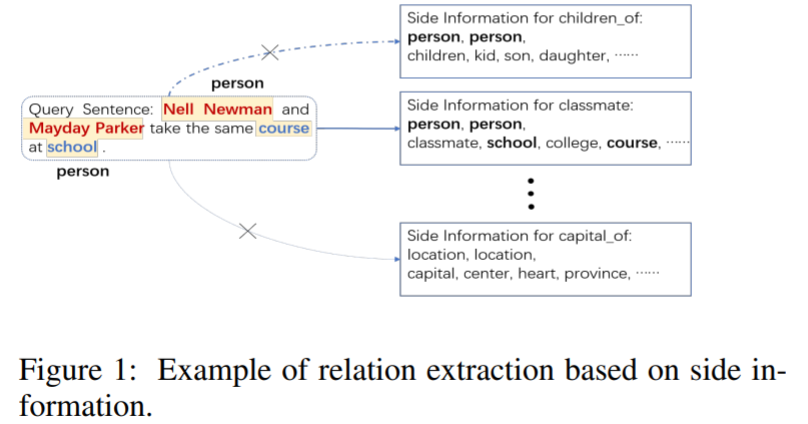 Side Information for children_of:
person, person,
children, kid, son, daughter, ······
person
Query Sentence: Nell Newman and
Mayday Parker take the same course
at school .
person
Side Information for classmate:
person, person,
classmate, school, college, course, ······
Side Information for capital_of:
location, location,
capital, center, heart, province, ······
Figure 1: Example of relation extraction based on side in-
formation.